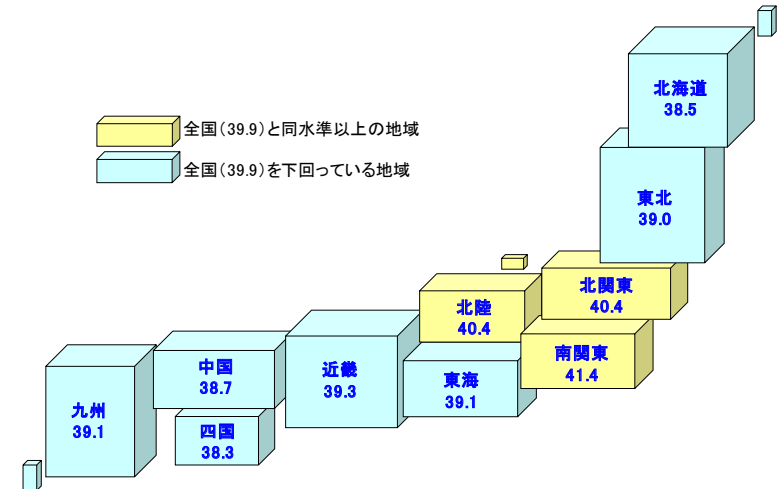 北海道
38.5
全国(39.9)と同水準以上の地域
全国(39.9)を下回っている地域
東北
39.0
北関東
40.4
北陸
40.4
南関東
41.4
中国
38.7
近畿
39.3
東海
39.1
九州
39.1
四国
38.3